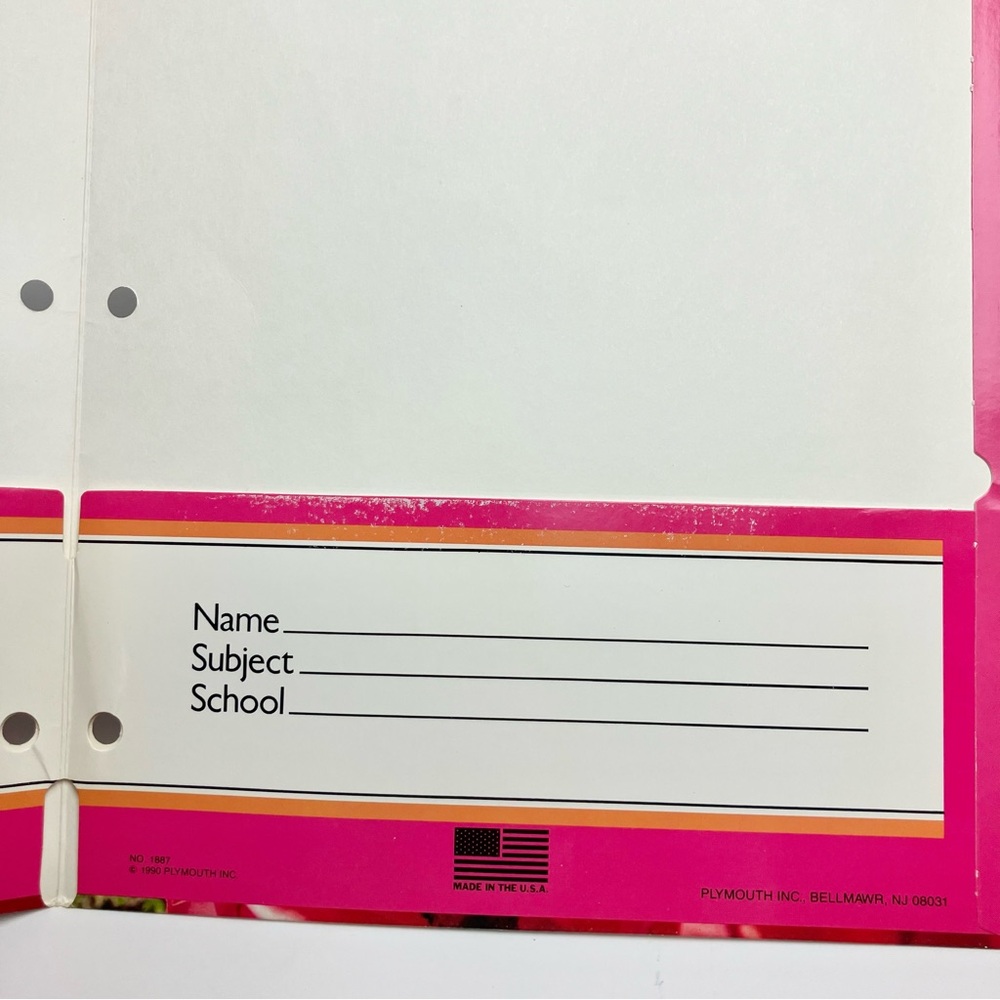 Name
Subject
School
NO. 1887
© 1990 PLYMOUTH INC.
MADE IN THE U.S.A.
PLYMOUTH INC., BELLMAWR, NJ 08031